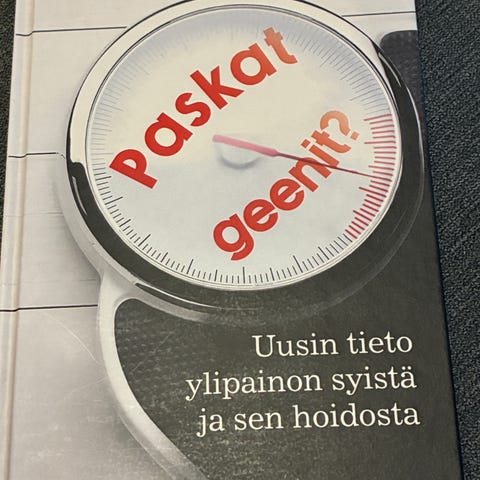 Paskat
geenit?
Uusin tieto
ylipainon syistä
ja sen hoidosta